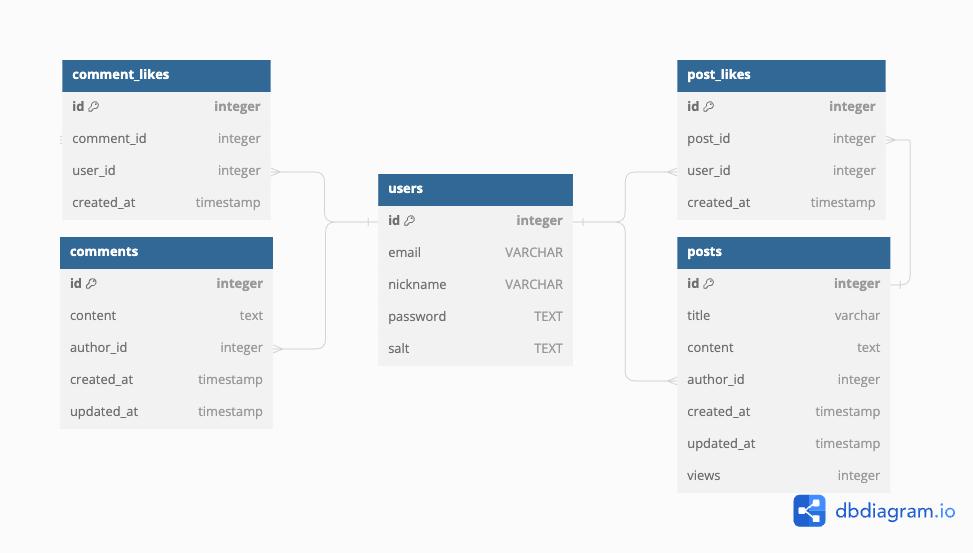 comment_likes
id integer
comment_id integer
user_id integer
created_at timestamp
comments
id integer
content text
author_id integer
created_at timestamp
updated_at timestamp
users
id integer
email VARCHAR
nickname VARCHAR
password TEXT
salt TEXT
post_likes
id integer
post_id integer
user_id integer
created_at timestamp
posts
id integer
title varchar
content text
author_id integer
created_at timestamp
updated_at timestamp
views integer
dbdiagram.io